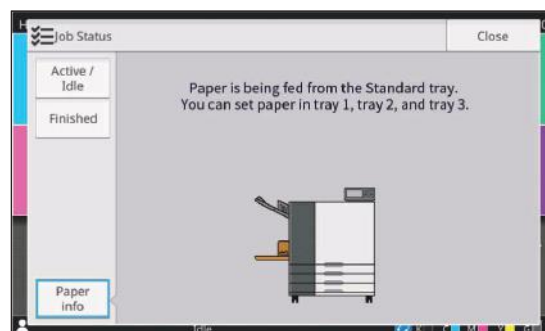 Job Status
Close
Active /
Idle
Finished
Paper is being fed from the Standard tray.
You can set paper in tray 1, tray 2, and tray 3.
Paper
info
Idle